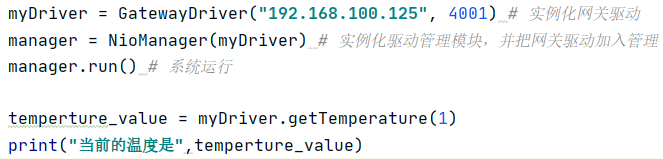 myDriver = GatewayDriver("192.168.100.125", 4001) # 实例化网关驱动
manager = NioManager(myDriver) # 实例化驱动管理模块，并把网关驱动加入管理
manager.run() # 系统运行
temperture_value = myDriver.getTemperature(1)
print("当前的温度是",temperture_value)